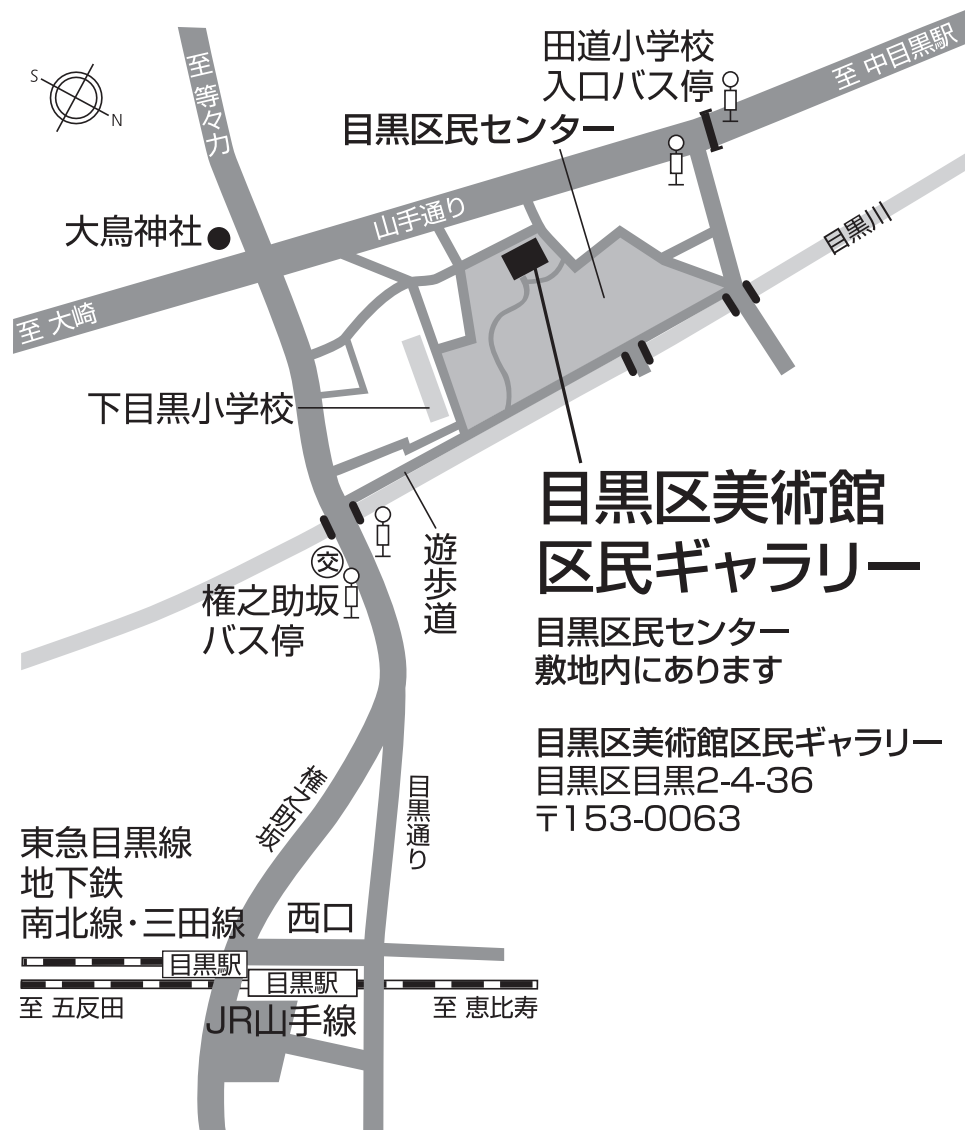 田道小学校
入口バス停
至 中目黒駅
S
N
至 等々力
目黒区民センター
大鳥神社
山手通り
目黒川
至 大崎
下目黒小学校
目黒区美術館
区民ギャラリー
遊歩道
交
権之助坂
バス停
目黒区民センター
敷地内にあります
目黒区美術館区民ギャラリー
目黒区目黒2-4-36
〒153-0063
権之助坂
目黒通り
東急目黒線
地下鉄
南北線・三田線
西口
目黒駅
目黒駅
至 五反田
JR山手線
至 恵比寿